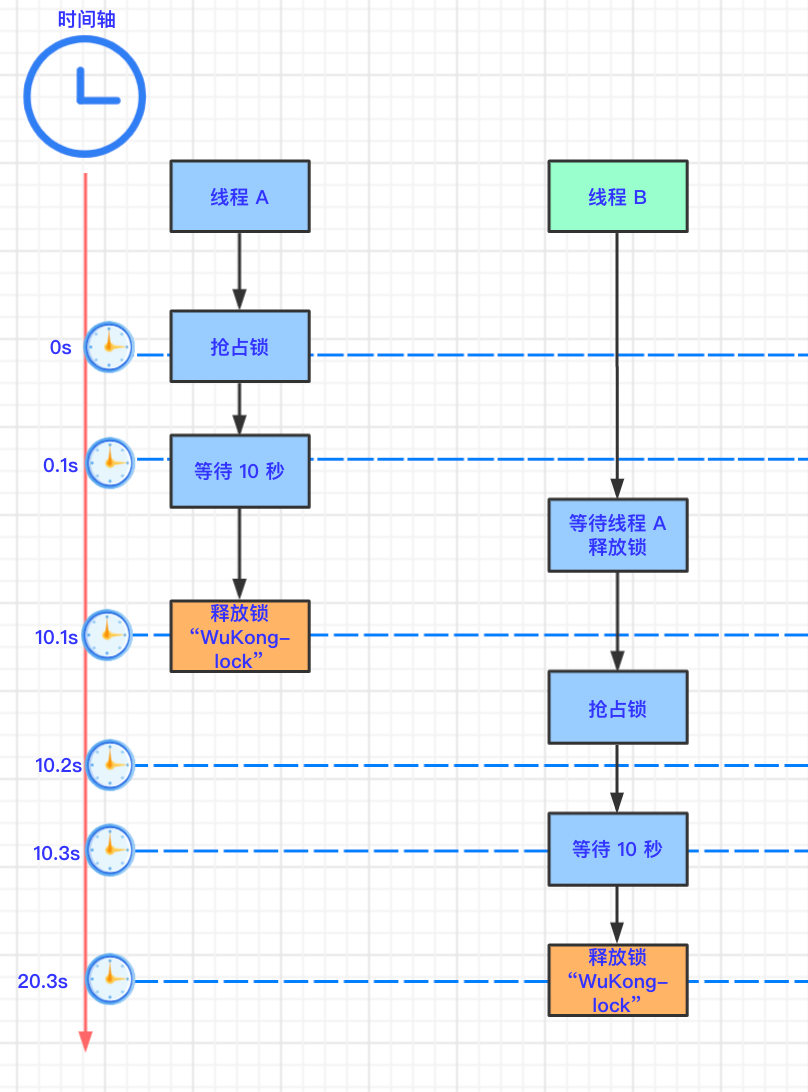 时间轴
线程 A
线程 B
0s
抢占锁
0.1s
等待 10 秒
等待线程 A
释放锁
10.1s
释放锁
“WuKong-
lock”
抢占锁
10.2s
10.3s
等待 10 秒
20.3s
释放锁
“WuKong-
lock”